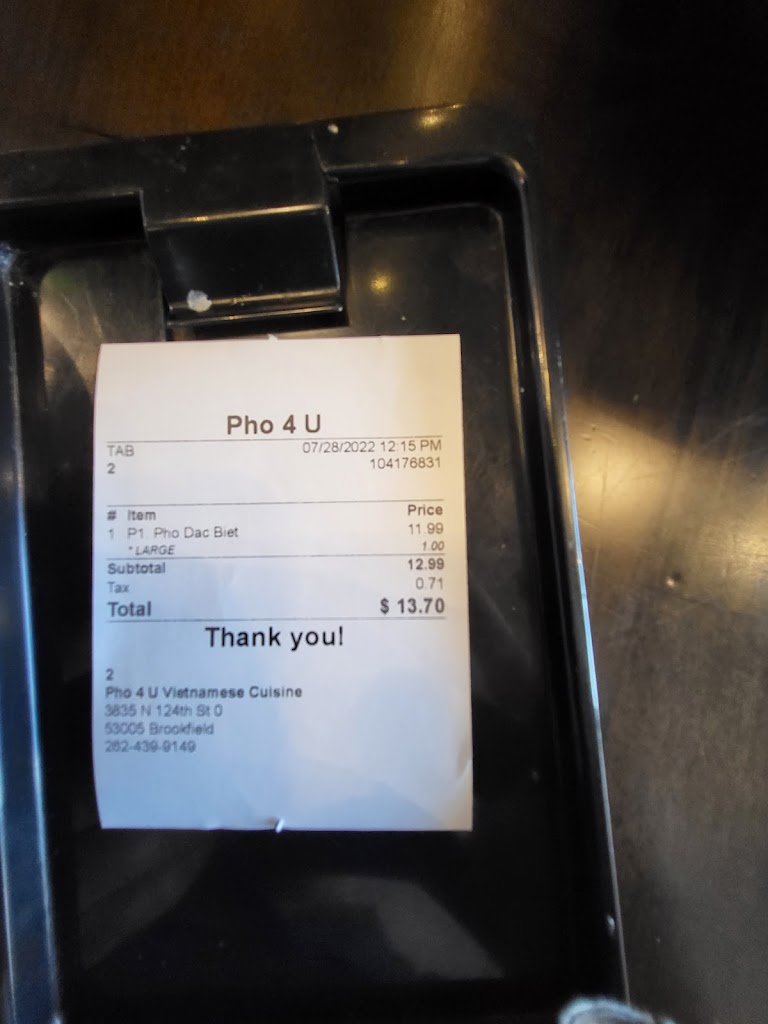 Pho 4 U
TAB 07/28/2022 12:15 PM
2 104176831
# Item Price
1 P1. Pho Dac Biet 11.99
* LARGE 1.00
Subtotal 12.99
Tax 0.71
Total $ 13.70
Thank you!
2
Pho 4 U Vietnamese Cuisine
3835 N 124th St 0
53005 Brookfield
262-439-9149